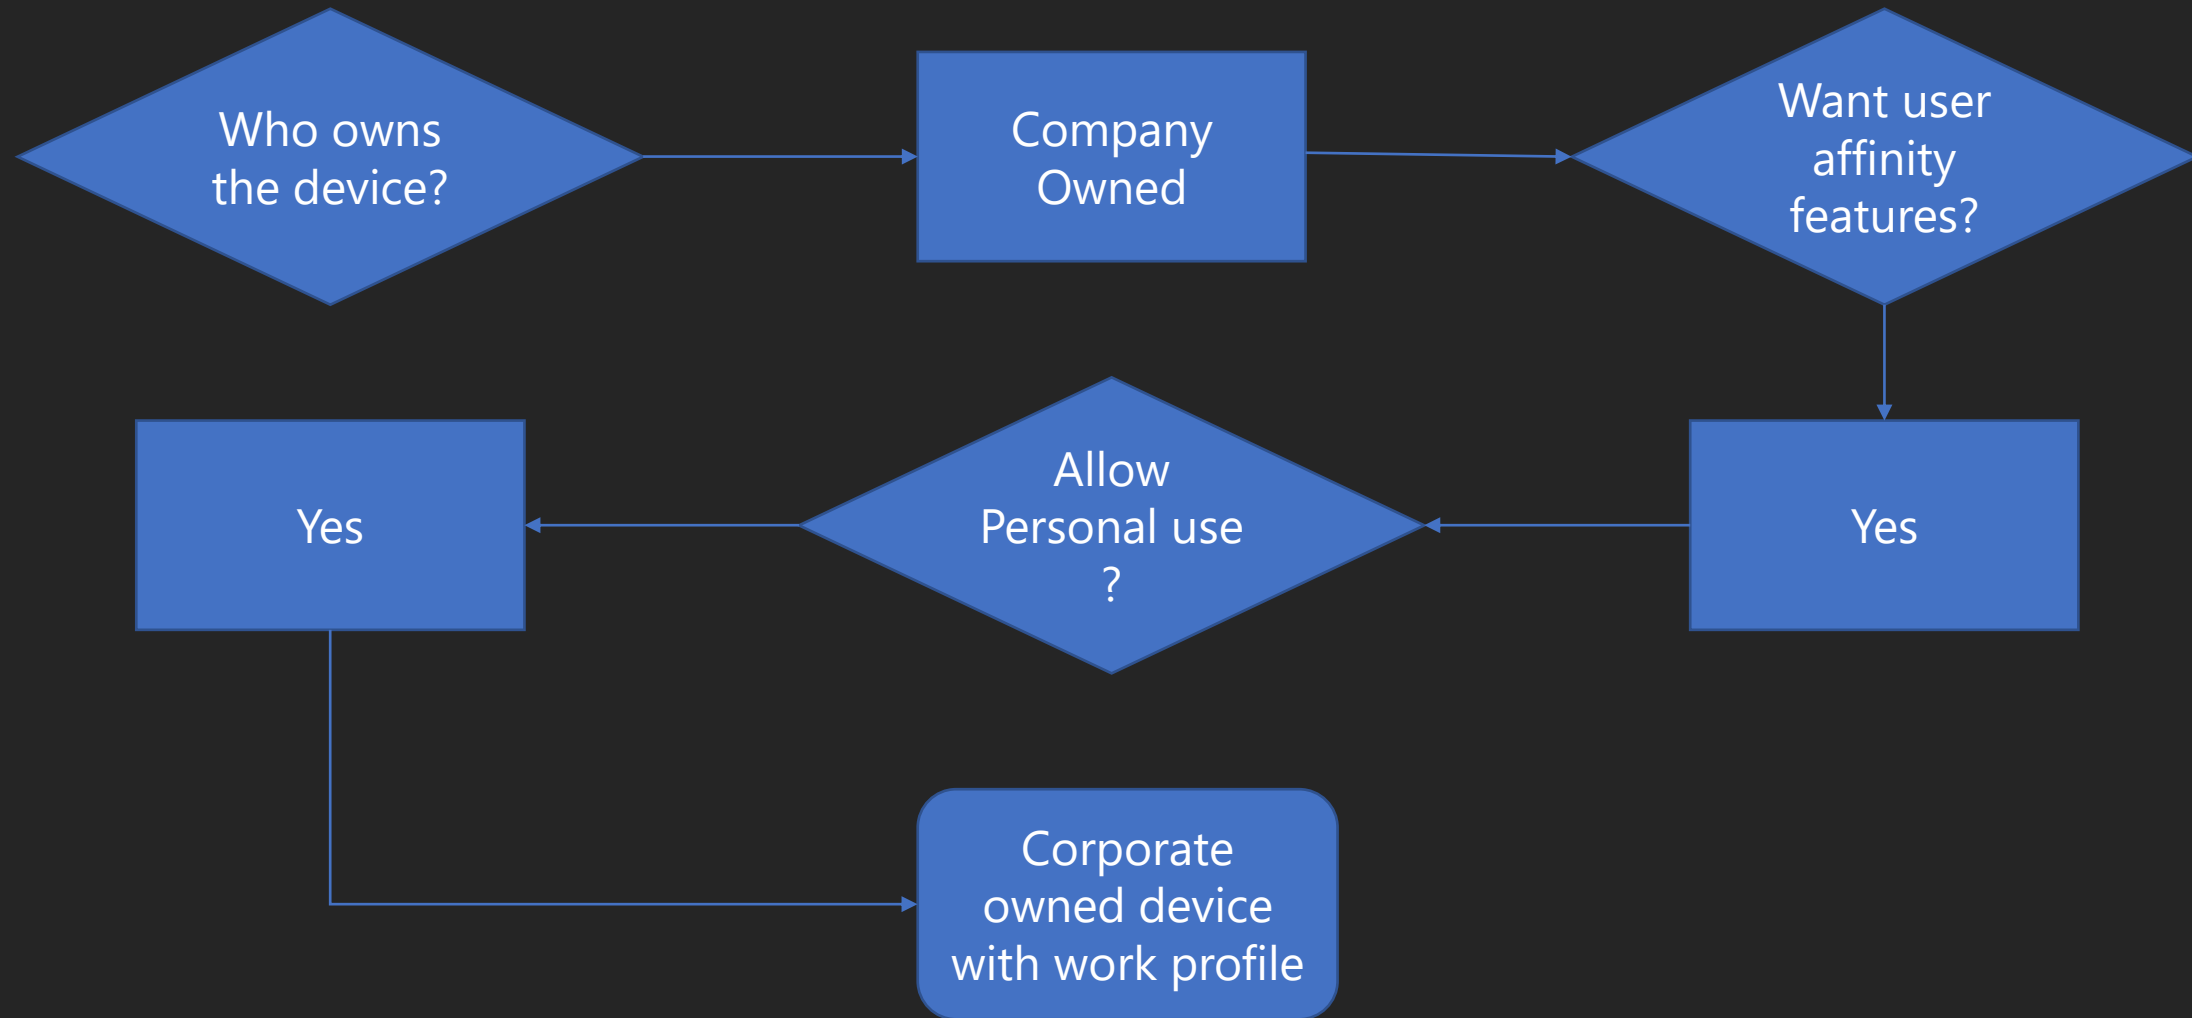 Who owns
the device?
Company
Owned
Want user
affinity
features?
Yes
Allow
Personal use
?
Yes
Corporate
owned device
with work profile